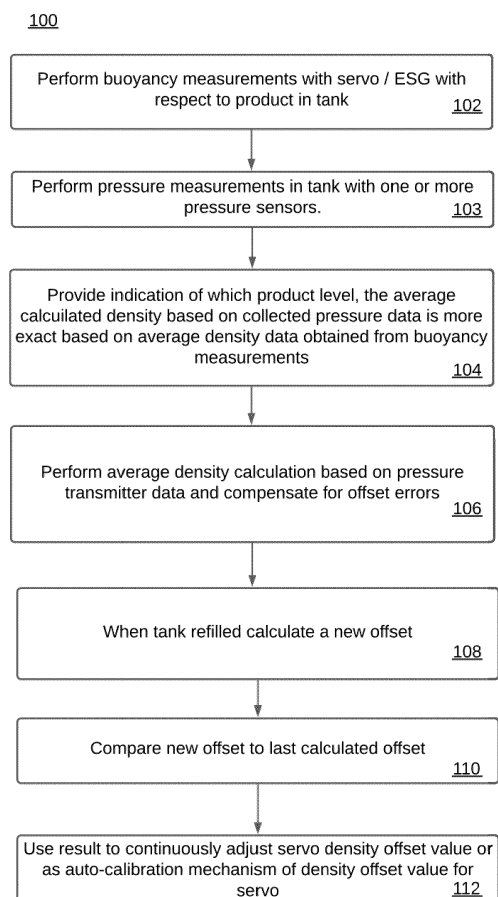 100
Perform buoyancy measurements with servo / ESG with
respect to product in tank
102
Perform pressure measurements in tank with one or more
pressure sensors.
103
Provide indication of which product level, the average
calcuilated density based on collected pressure data is more
exact based on average density data obtained from buoyancy
measurements
104
Perform average density calculation based on pressure
transmitter data and compensate for offset errors
106
When tank refilled calculate a new offset
108
Compare new offset to last calculated offset
110
Use result to continuously adjust servo density offset value or
as auto-calibration mechanism of density offset value for
servo
112